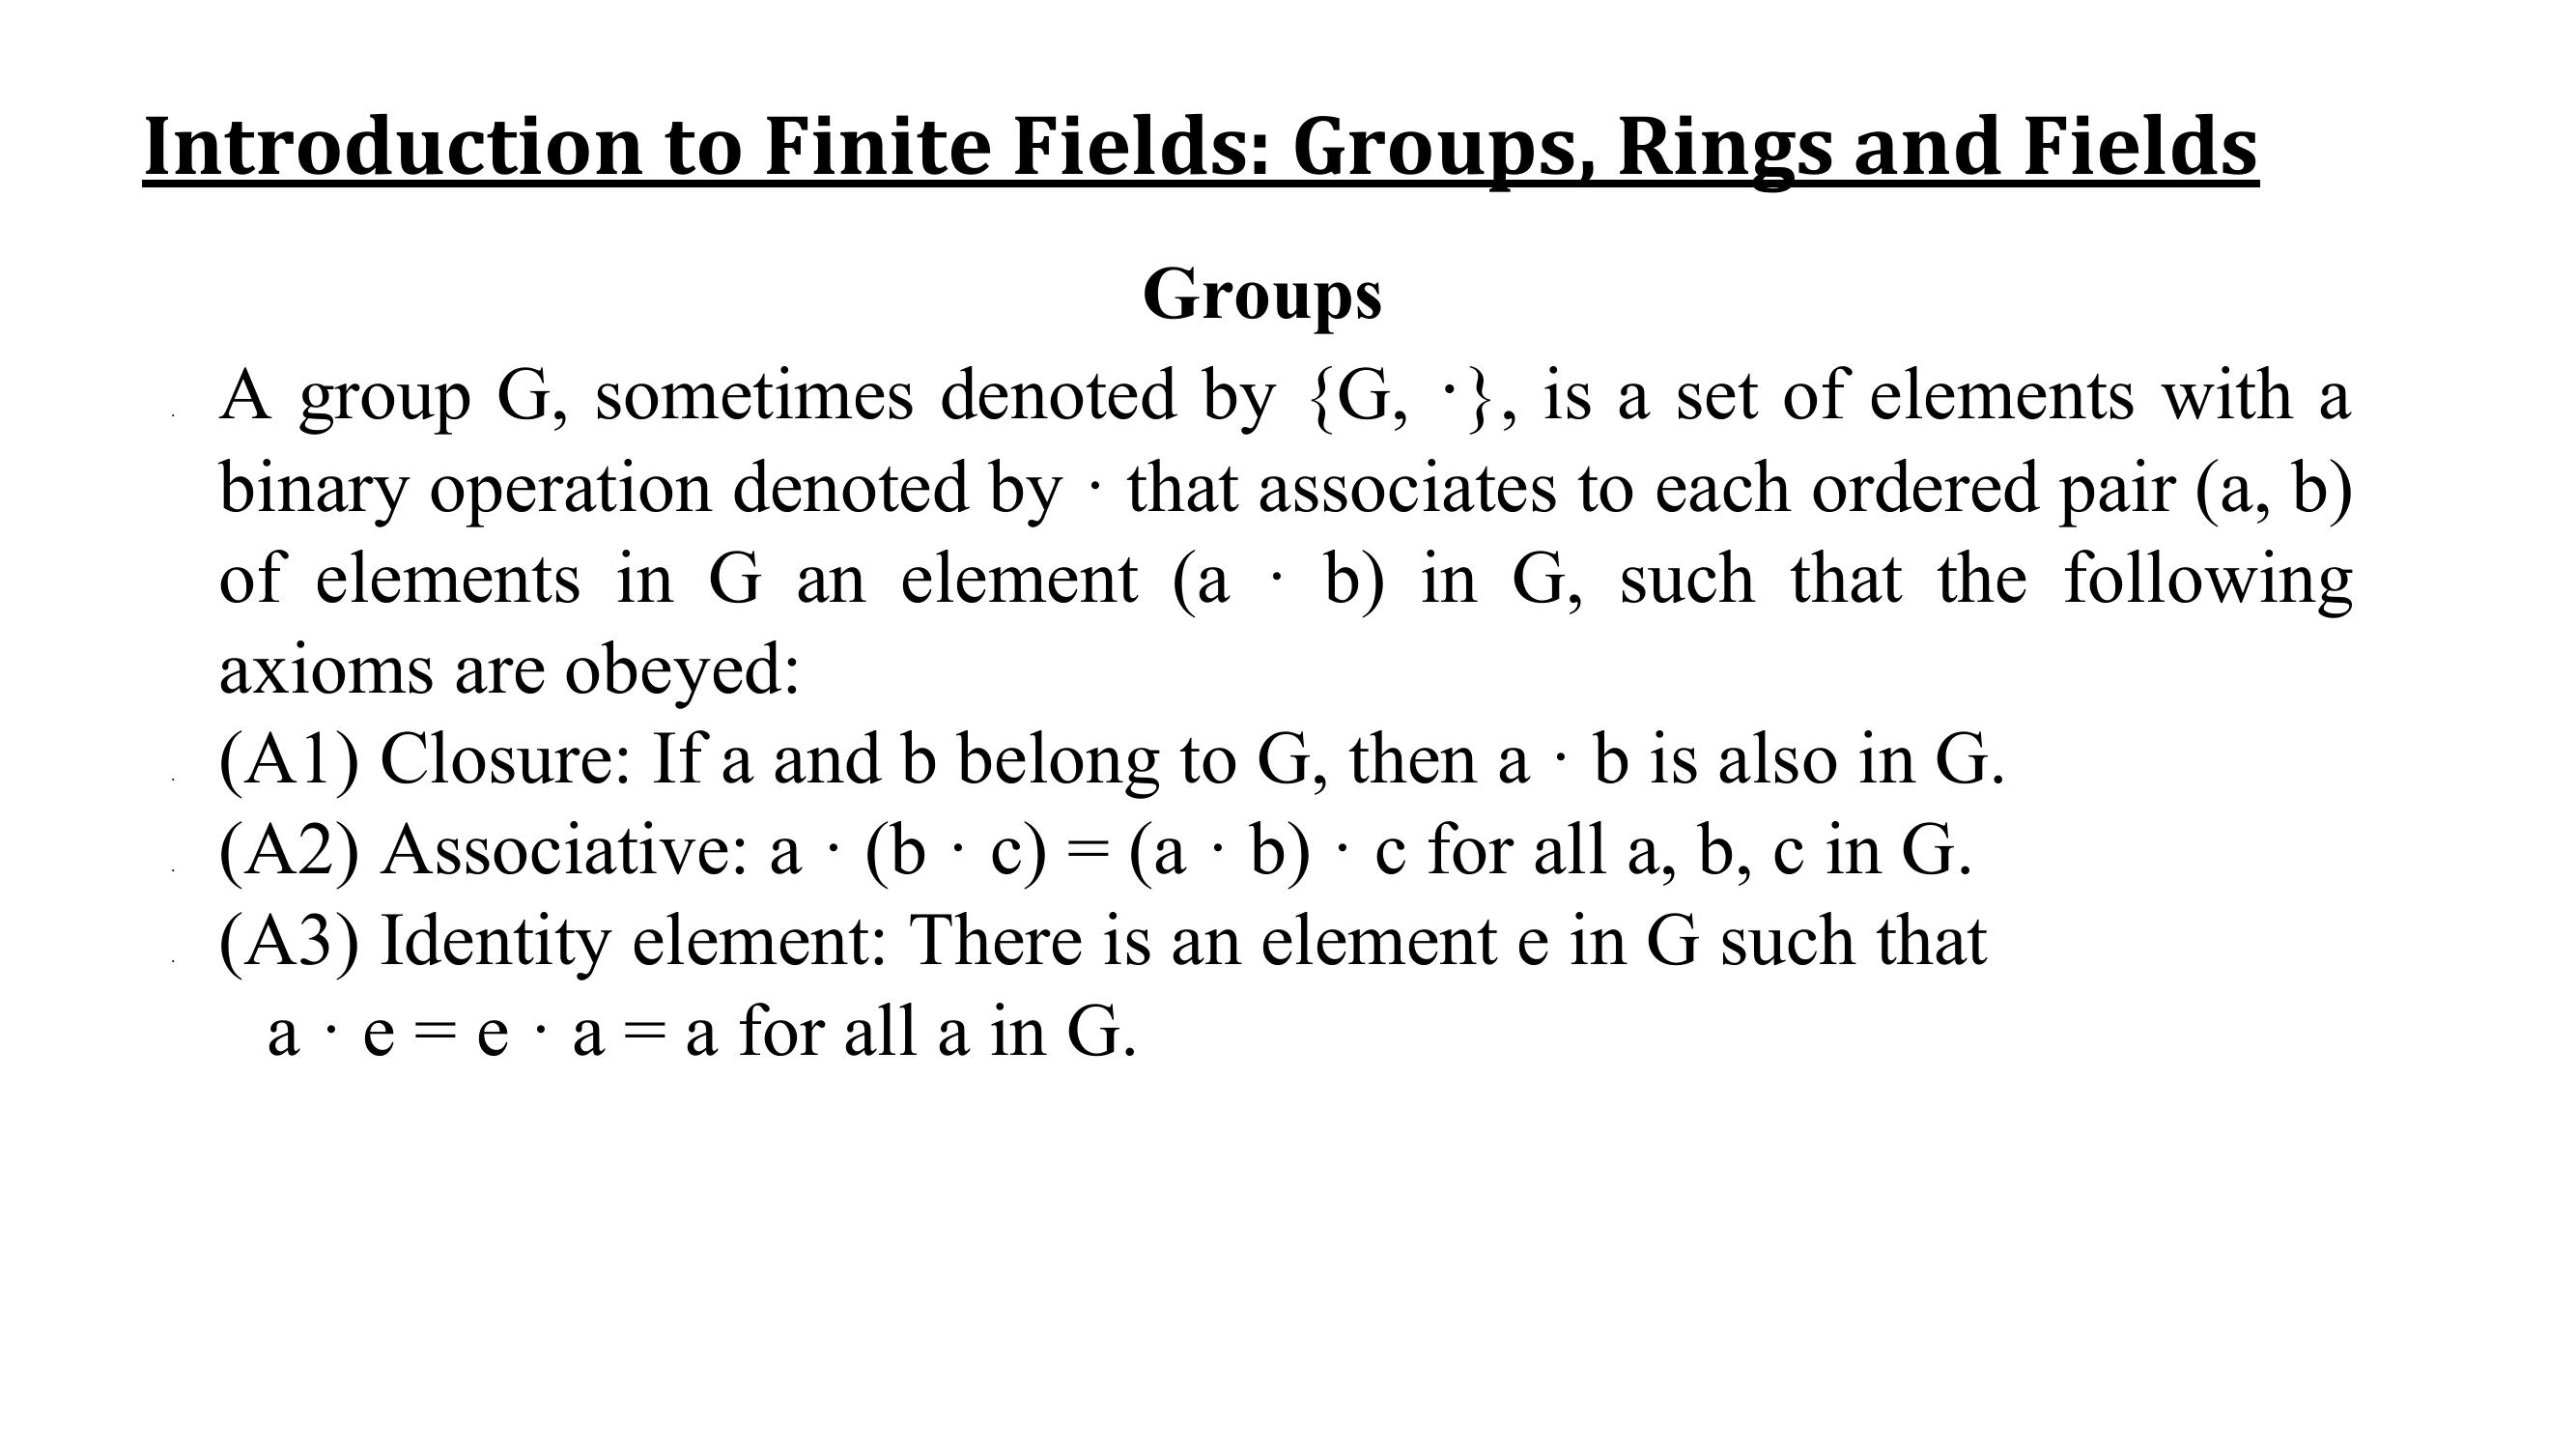 Introduction to Finite Fields: Groups, Rings and Fields
Groups
A group G, sometimes denoted by {G, ·}, is a set of elements with a
binary operation denoted by · that associates to each ordered pair (a, b)
of elements in G an element (a · b) in G, such that the following
axioms are obeyed:
(A1) Closure: If a and b belong to G, then a · b is also in G.
(A2) Associative: a · (b · c) = (a · b) · c for all a, b, c in G.
(A3) Identity element: There is an element e in G such that
a · e = e · a = a for all a in G.